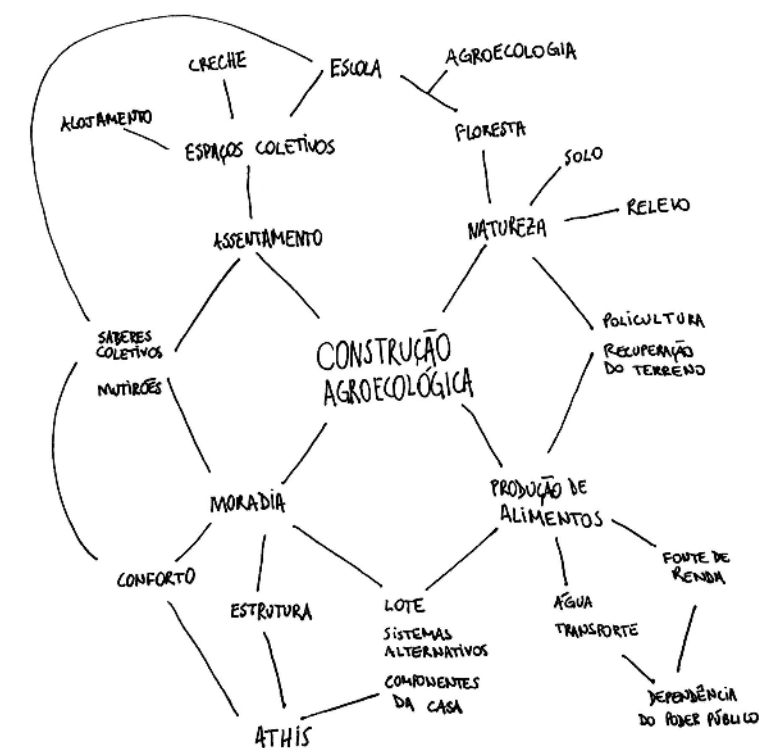 CRECHE
ESCOLA
AGROECOLOGIA
ALOJAMENTO
ESPAÇOS COLETIVOS
FLORESTA
SOLO
RELEVO
ASSENTAMENTO
NATUREZA
SABERES
COLETIVOS
MUTIRÕES
CONSTRUÇÃO
AGROECOLÓGICA
POLICULTURA
RECUPERAÇÃO
DO TERRENO
MORADIA
PRODUÇÃO DE
ALIMENTOS
CONFORTO
ESTRUTURA
LOTE
SISTEMAS
ALTERNATIVOS
COMPONENTES
DA CASA
ÁGUA
TRANSPORTE
FONTE DE
RENDA
ATHIS
DEPENDÊNCIA
DO PODER PÚBLICO